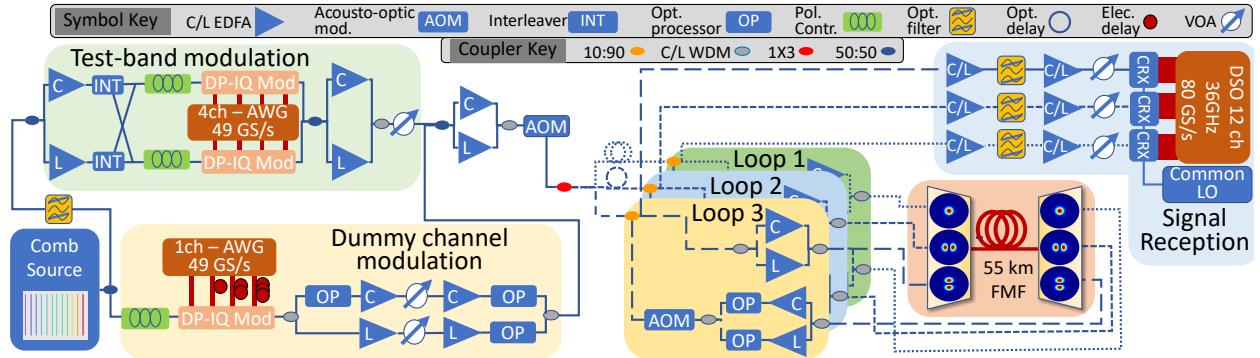 Symbol Key
C/L EDFA
Acousto-optic
mod.
AOM
Interleaver
INT
Opt.
processor
OP
Pol.
Contr.
Opt.
filter
Opt.
delay
Elec.
delay
VOA
Coupler Key
10:90
C/L WDM
1X3
50:50
Test-band modulation
C
INT
DP-IQ Mod
4ch – AWG
49 GS/s
L
INT
DP-IQ Mod
C
L
C
L
AOM
Comb
Source
1ch – AWG
49 GS/s
DP-IQ Mod
Dummy channel
modulation
OP
C
C
OP
L
L
OP
Loop 1
Loop 2
Loop 3
C
L
AOM
OP
C
OP
L
55 km
FMF
C/L
C/L
CRX
C/L
C/L
CRX
C/L
C/L
CRX
DSO 12 ch
36GHz
80 GS/s
Common
LO
Signal
Reception